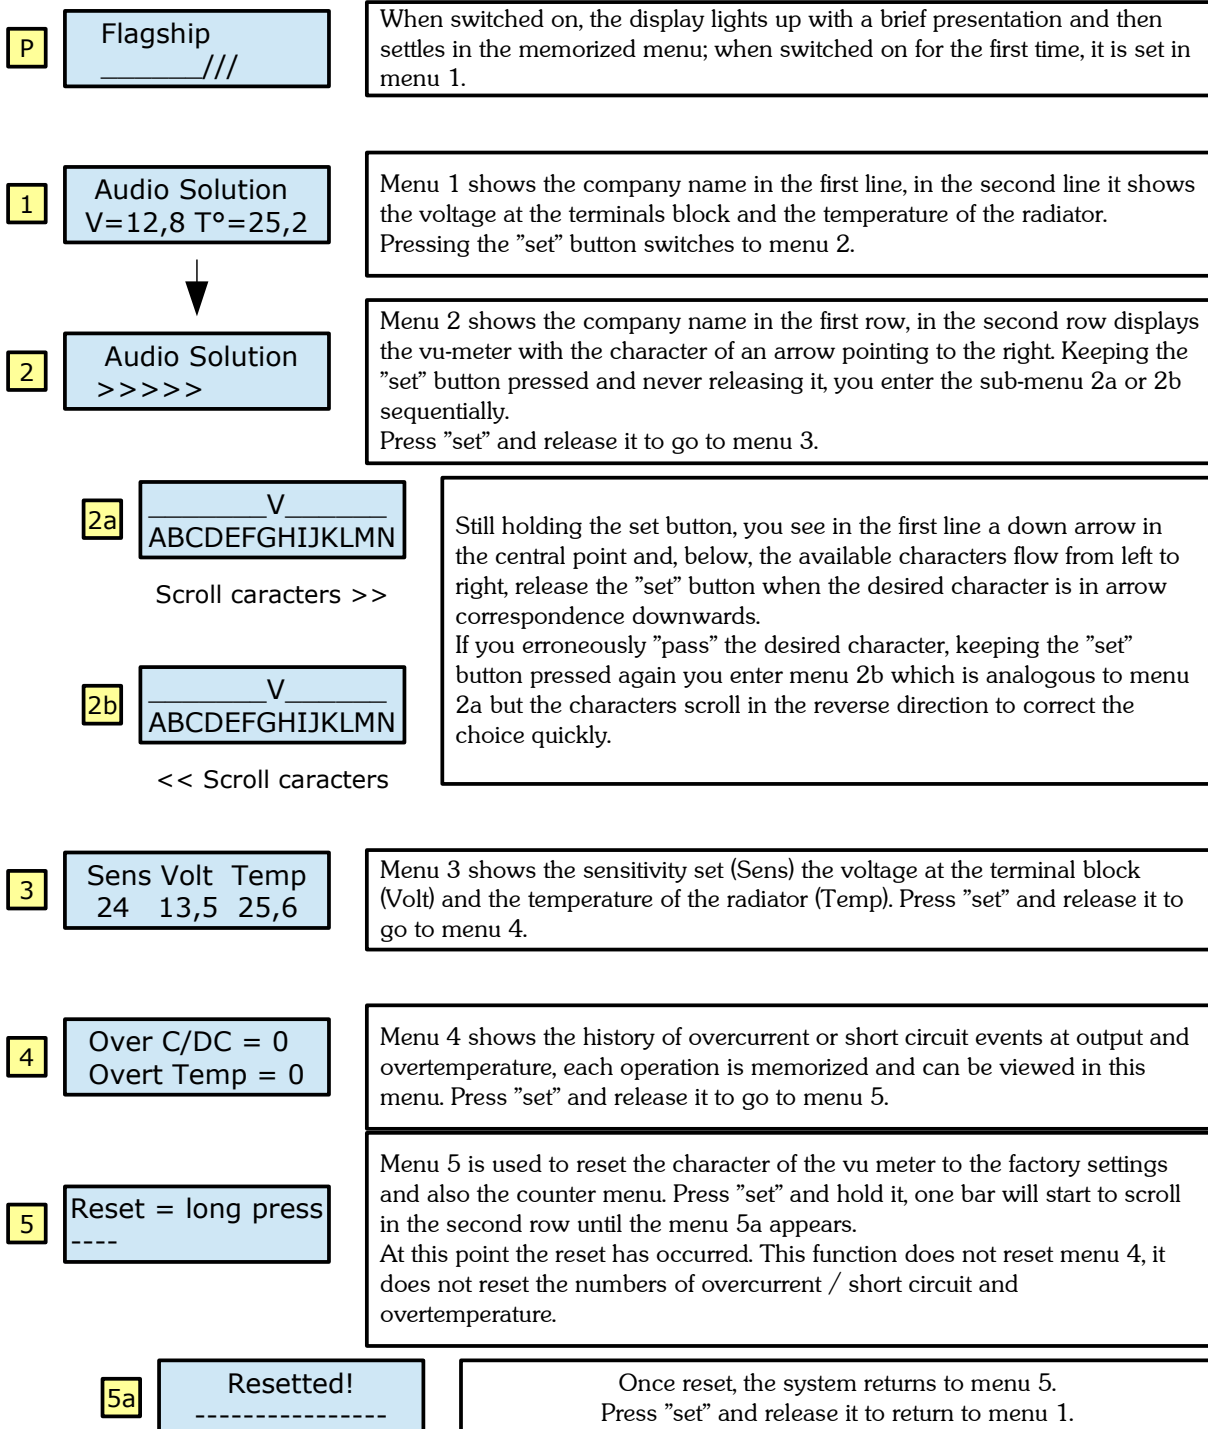 P
Flagship
_______///
When switched on, the display lights up with a brief presentation and then
settles in the memorized menu; when switched on for the first time, it is set in
menu 1.
1
Audio Solution
V=12,8 T°=25,2
Menu 1 shows the company name in the first line, in the second line it shows
the voltage at the terminals block and the temperature of the radiator.
Pressing the ”set” button switches to menu 2.
2
Audio Solution
>>>>>
Menu 2 shows the company name in the first row, in the second row displays
the vu-meter with the character of an arrow pointing to the right. Keeping the
”set” button pressed and never releasing it, you enter the sub-menu 2a or 2b
sequentially.
Press ”set” and release it to go to menu 3.
2a
_______V______
ABCDEFGHIJKLMN
Scroll caracters >>
2b
_______V______
ABCDEFGHIJKLMN
<< Scroll caracters
Still holding the set button, you see in the first line a down arrow in
the central point and, below, the available characters flow from left to
right, release the ”set” button when the desired character is in arrow
correspondence downwards.
If you erroneously ”pass” the desired character, keeping the ”set”
button pressed again you enter menu 2b which is analogous to menu
2a but the characters scroll in the reverse direction to correct the
choice quickly.
3
Sens Volt Temp
24 13,5 25,6
Menu 3 shows the sensitivity set (Sens) the voltage at the terminal block
(Volt) and the temperature of the radiator (Temp). Press ”set” and release it to
go to menu 4.
4
Over C/DC = 0
Overt Temp = 0
Menu 4 shows the history of overcurrent or short circuit events at output and
overtemperature, each operation is memorized and can be viewed in this
menu. Press ”set” and release it to go to menu 5.
5
Reset = long press
----
Menu 5 is used to reset the character of the vu meter to the factory settings
and also the counter menu. Press ”set” and hold it, one bar will start to scroll
in the second row until the menu 5a appears.
At this point the reset has occurred. This function does not reset menu 4, it
does not reset the numbers of overcurrent / short circuit and
overtemperature.
5a
Resetted!
----------------
Once reset, the system returns to menu 5.
Press ”set” and release it to return to menu 1.